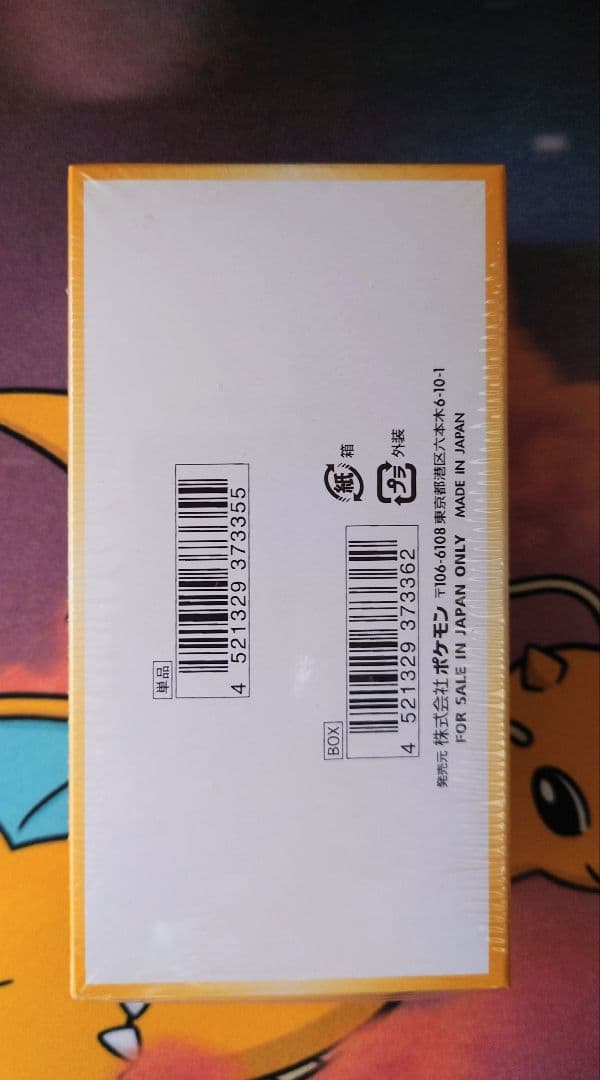 単品
4 521329 373355
紙 箱
プラ 外装
BOX
4 521329 373362
発売元 株式会社 ポケモン 〒106-6108 東京都港区六本木6-10-1
FOR SALE IN JAPAN ONLY MADE IN JAPAN